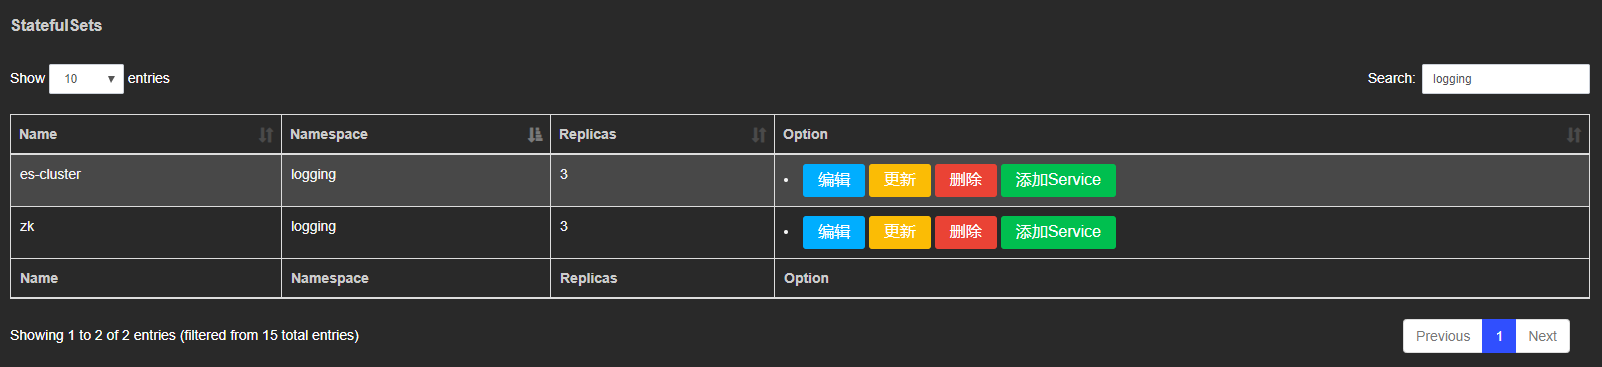 StatefulSets
Show 10 entries Search: logging
Name Namespace Replicas Option
es-cluster logging 3 • 编辑 更新 删除 添加Service
zk logging 3 • 编辑 更新 删除 添加Service
Name Namespace Replicas Option
Showing 1 to 2 of 2 entries (filtered from 15 total entries) Previous 1 Next